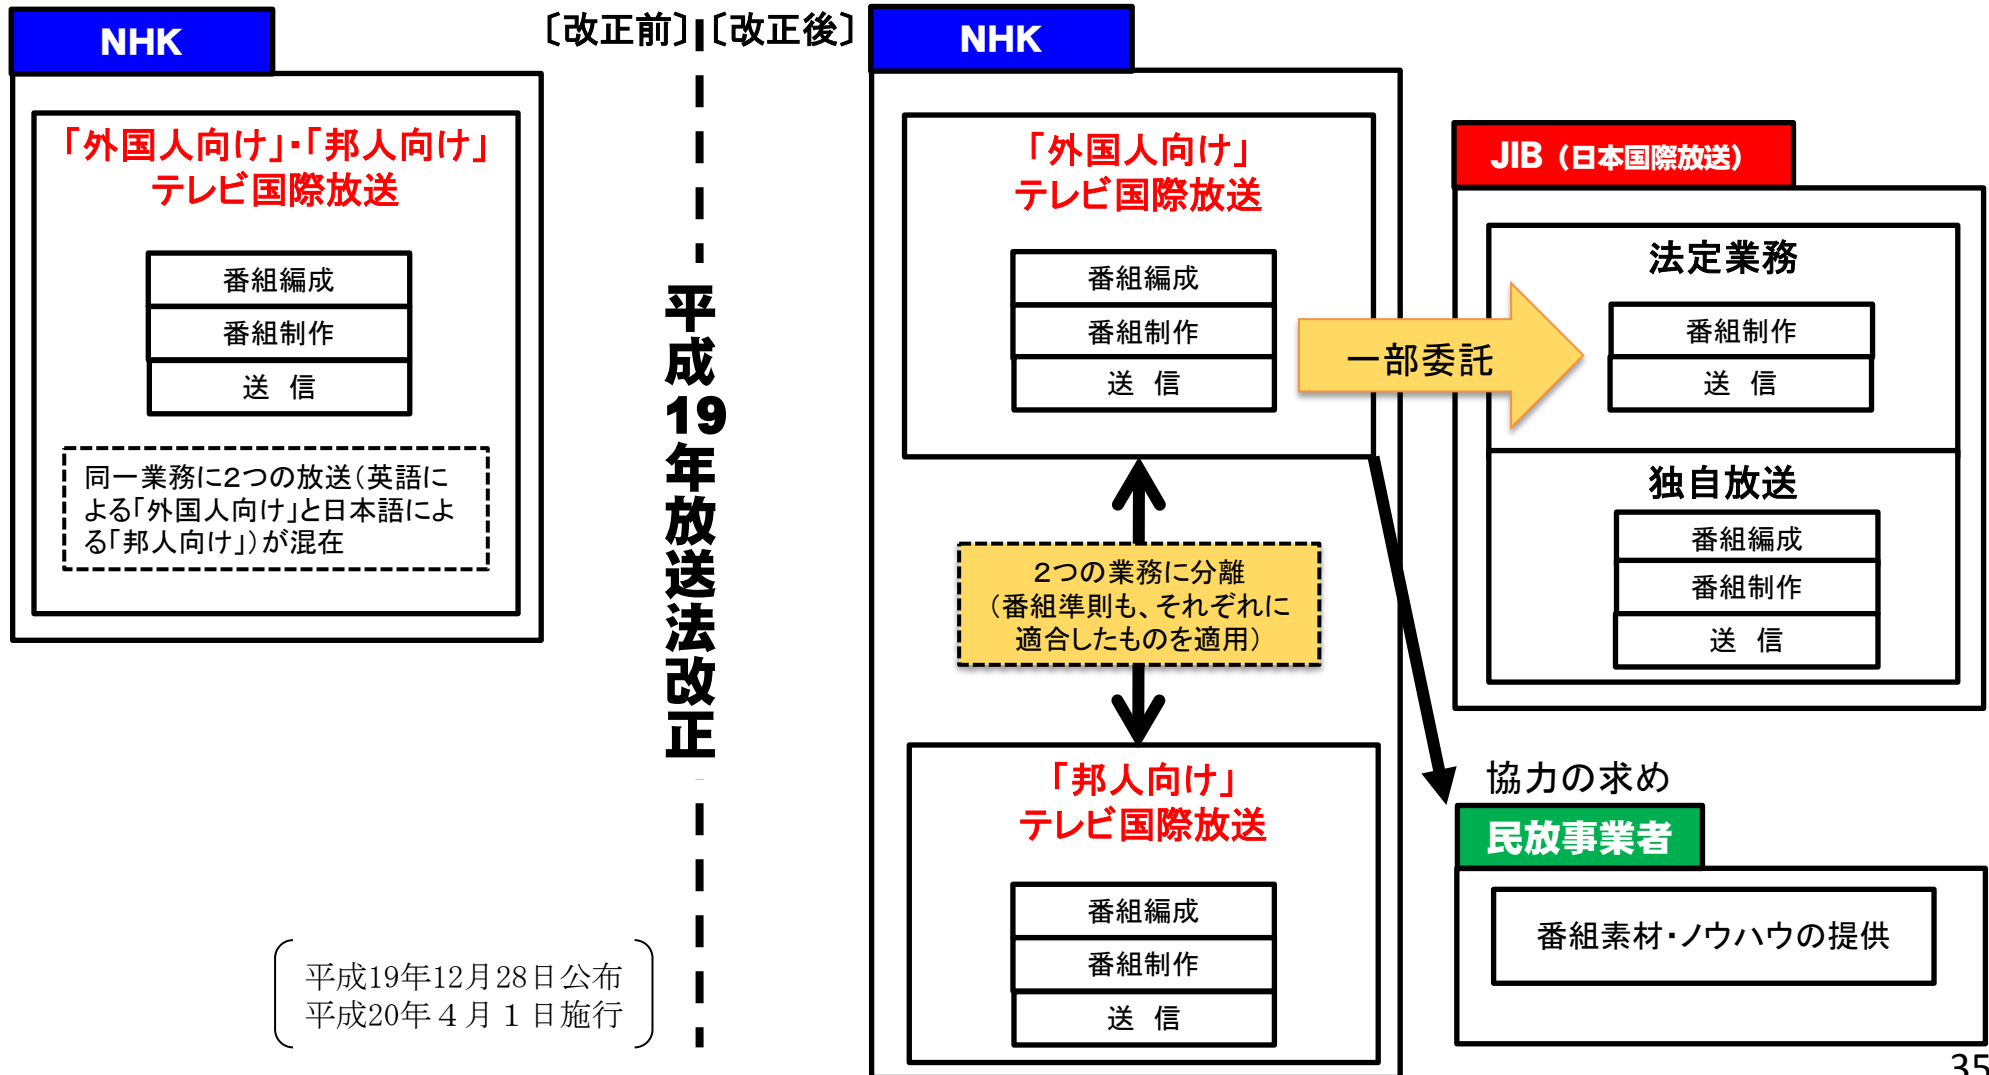 〔改正前〕
〔改正後〕
平成19年放送法改正
NHK
「外国人向け」・「邦人向け」
テレビ国際放送
番組編成
番組制作
送 信
同一業務に2つの放送(英語に
よる「外国人向け」と日本語によ
る「邦人向け」)が混在
平成19年12月28日公布
平成20年４月１日施行
NHK
「外国人向け」
テレビ国際放送
番組編成
番組制作
送 信
一部委託
2つの業務に分離
(番組準則も、それぞれに
適合したものを適用)
「邦人向け」
テレビ国際放送
番組編成
番組制作
送 信
JIB（日本国際放送）
法定業務
番組制作
送 信
独自放送
番組編成
番組制作
送 信
協力の求め
民放事業者
番組素材・ノウハウの提供
35